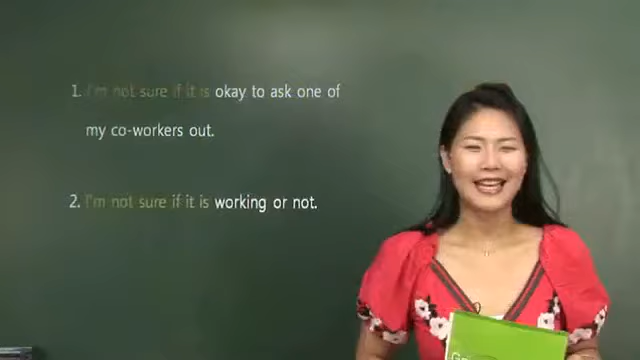 1. I'm not sure if it is okay to ask one of
my co-workers out.
2. I'm not sure if it is working or not.